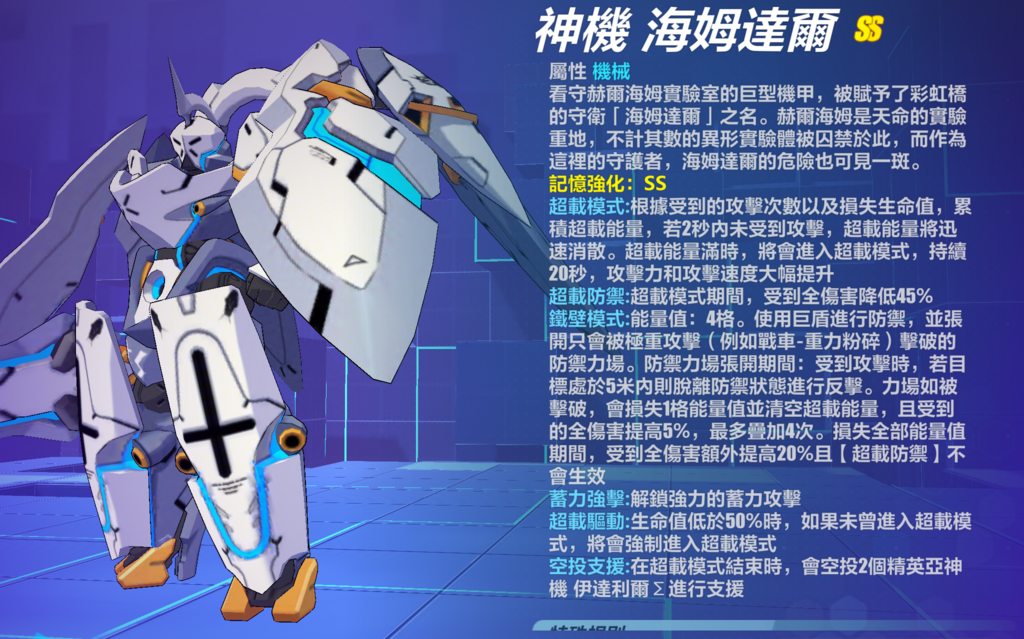 神機 海姆達爾 SS
屬性 機械
看守赫爾海姆實驗室的巨型機甲，被賦予了彩虹橋
的守衛「海姆達爾」之名。赫爾海姆是天命的實驗
重地，不計其數的異形實驗體被囚禁於此，而作為
這裡的守護者，海姆達爾的危險也可見一斑。
記憶強化：SS
超載模式:根據受到的攻擊次數以及損失生命值，累
積超載能量，若2秒內未受到攻擊，超載能量將迅
速消散。超載能量滿時，將會進入超載模式，持續
20秒，攻擊力和攻擊速度大幅提升
超載防禦:超載模式期間，受到全傷害降低45%
鐵壁模式:能量值：4格。使用巨盾進行防禦，並張
開只會被極重攻擊（例如戰車-重力粉碎）擊破的
防禦力場。防禦力場張開期間：受到攻擊時，若目
標處於5米內則脫離防禦狀態進行反擊。力場如被
擊破，會損失1格能量值並清空超載能量，且受到
的全傷害提高5%，最多疊加4次。損失全部能量值
期間，受到全傷害額外提高20%且【超載防禦】不
會生效
蓄力強擊:解鎖強力的蓄力攻擊
超載驅動:生命值低於50%時，如果未曾進入超載模
式，將會強制進入超載模式
空投支援:在超載模式結束時，會空投2個精英亞神
機 伊達利爾Σ進行支援